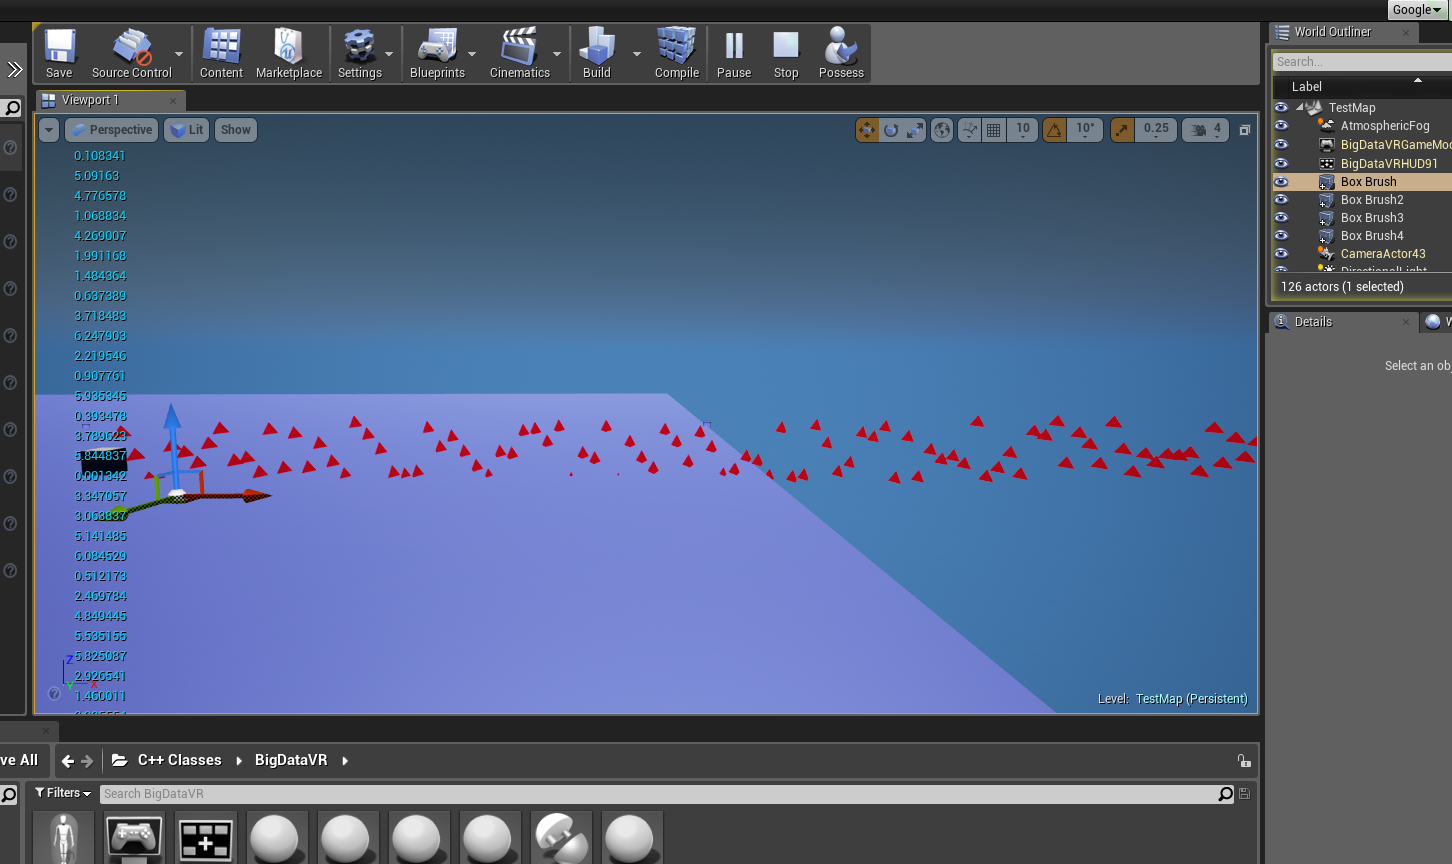 Google
Save Source Control Content Marketplace Settings Blueprints Cinematics Build Compile Pause Stop Possess
World Outliner
Search...
Label
Viewport 1
Perspective Lit Show
10 10° 0.25 4
TestMap
AtmosphericFog
BigDataVRGameMo
BigDataVRHUD91
Box Brush
Box Brush2
Box Brush3
Box Brush4
CameraActor43
DirectionalLight
126 actors (1 selected)
Details
Select an ob
0.108341
5.09163
4.776578
1.068834
4.269007
1.991168
1.484364
0.637389
3.718483
6.247903
2.219546
0.907761
5.935345
0.393478
3.789623
5.844837
0.001342
3.347057
3.063837
5.141485
6.084529
0.512173
2.469784
4.849445
5.535155
5.825087
2.926541
1.460011
Z
Y X
Level: TestMap (Persistent)
ve All
C++ Classes BigDataVR
Filters
Search BigDataVR